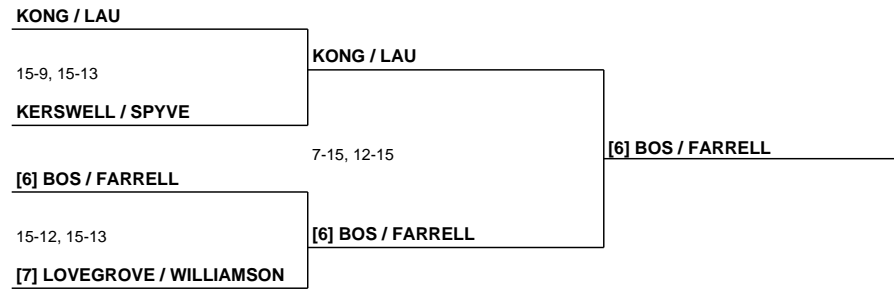 KONG / LAU
KONG / LAU
15-9, 15-13
KERSWELL / SPYVE
7-15, 12-15
[6] BOS / FARRELL
[6] BOS / FARRELL
15-12, 15-13
[6] BOS / FARRELL
[7] LOVEGROVE / WILLIAMSON